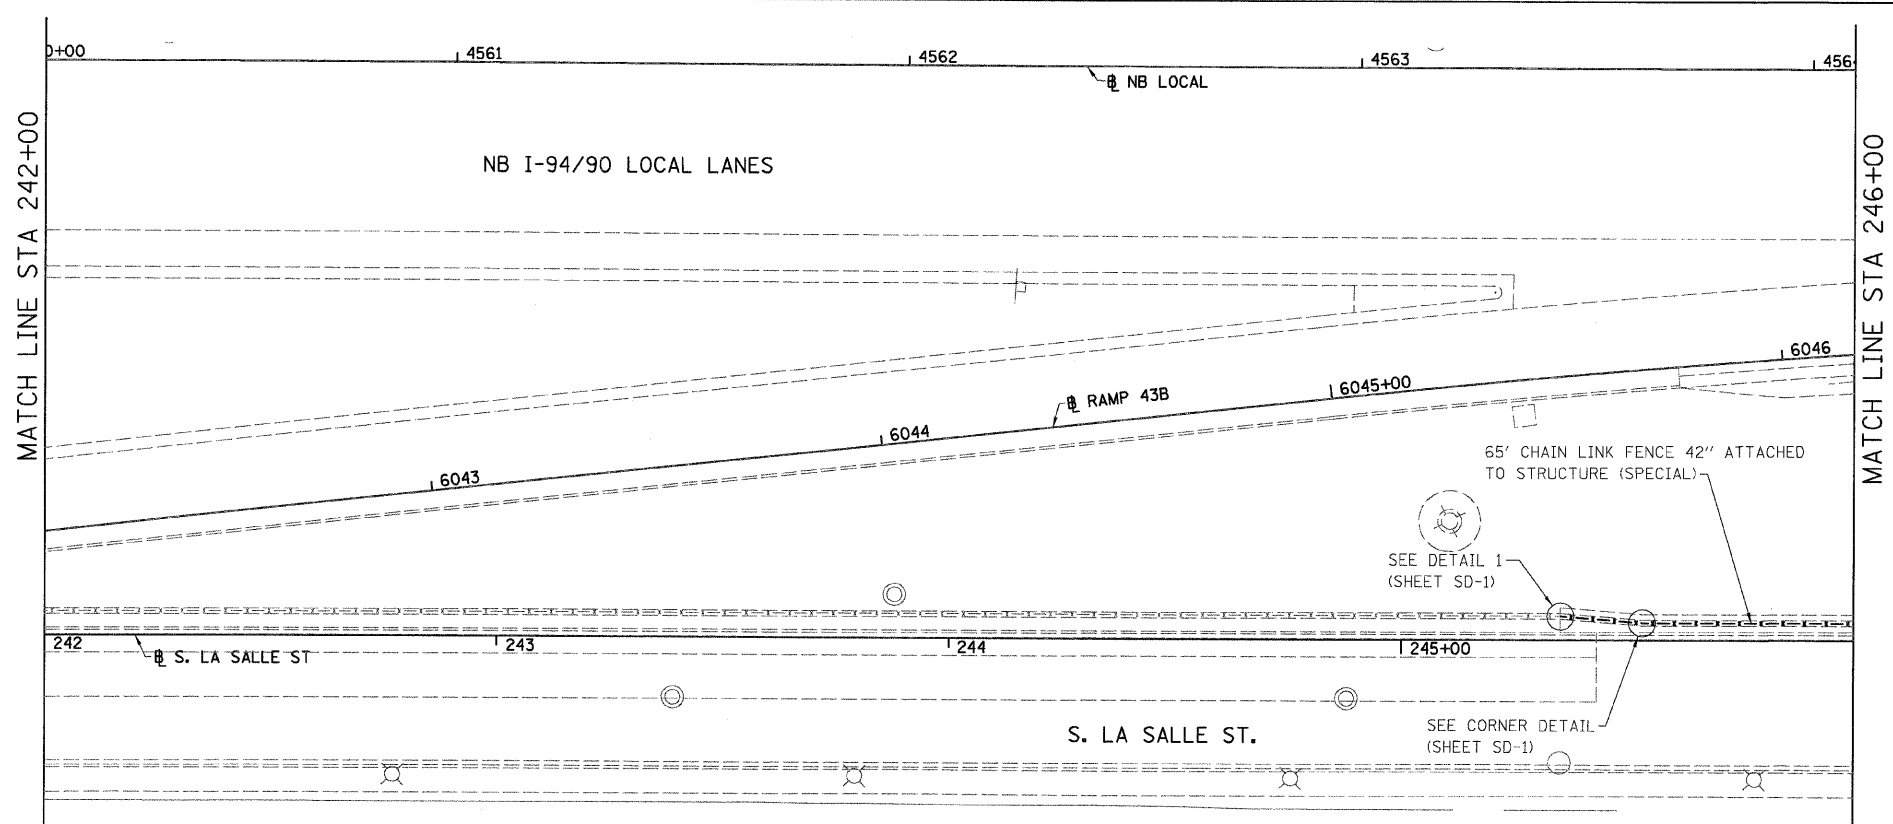 0+00
4561
4562
4563
456
℄ NB LOCAL
MATCH LINE STA 242+00
NB I-94/90 LOCAL LANES
MATCH LINE STA 246+00
6046
6045+00
℄ RAMP 43B
6044
6043
65' CHAIN LINK FENCE 42" ATTACHED
TO STRUCTURE (SPECIAL)
SEE DETAIL 1
(SHEET SD-1)
242
243
244
245+00
℄ S. LA SALLE ST
SEE CORNER DETAIL
(SHEET SD-1)
S. LA SALLE ST.